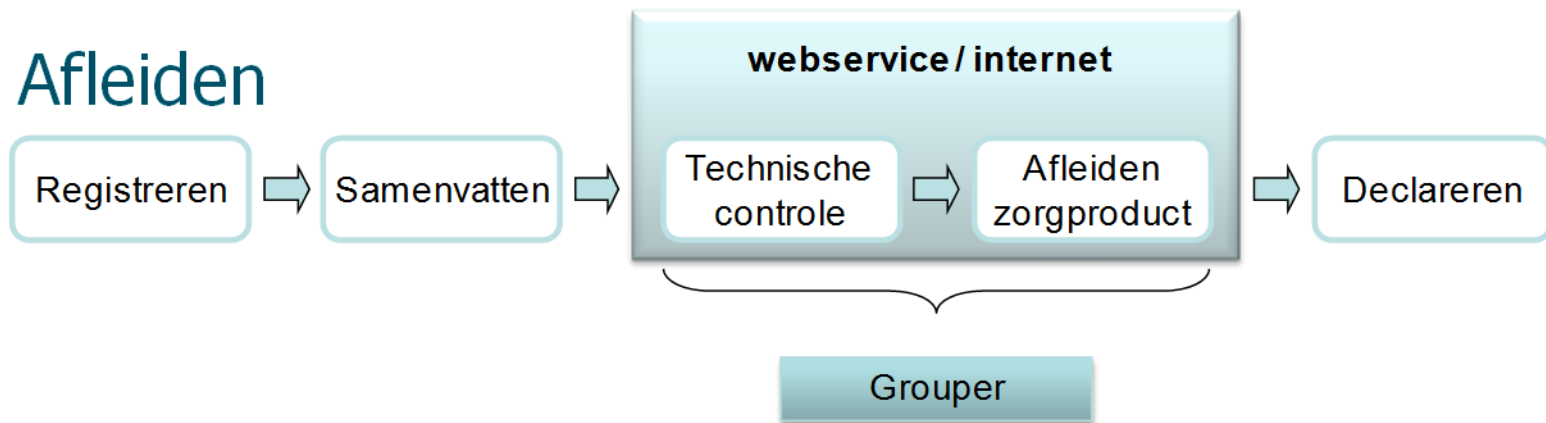 Afleiden
webservice / internet
Registreren
Samenvatten
Technische
controle
Afleiden
zorgproduct
Declareren
Grouper